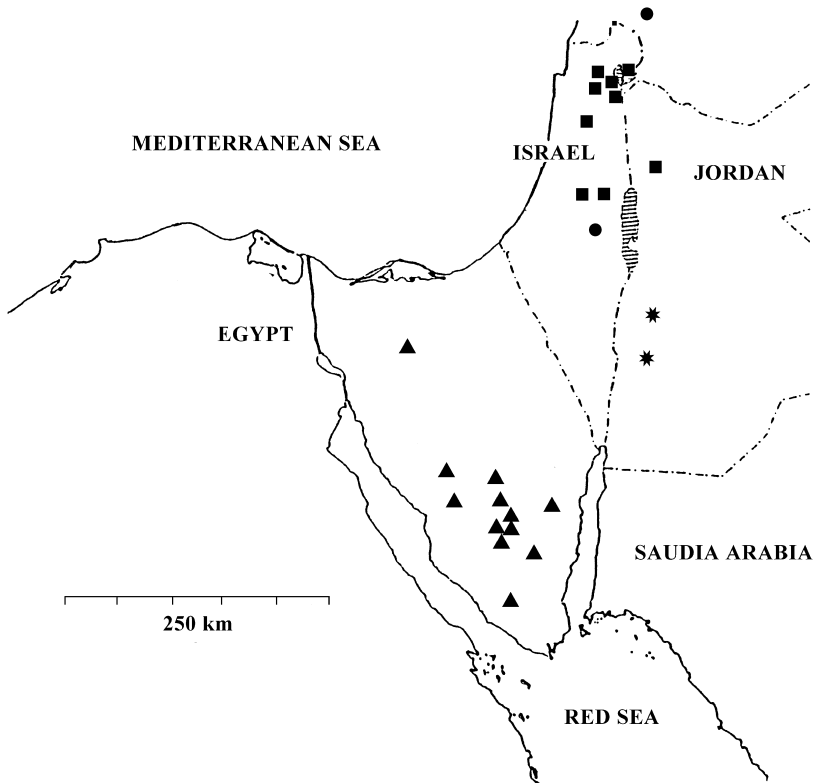 MEDITERRANEAN SEA
ISRAEL
JORDAN
EGYPT
SAUDIA ARABIA
250 km
RED SEA